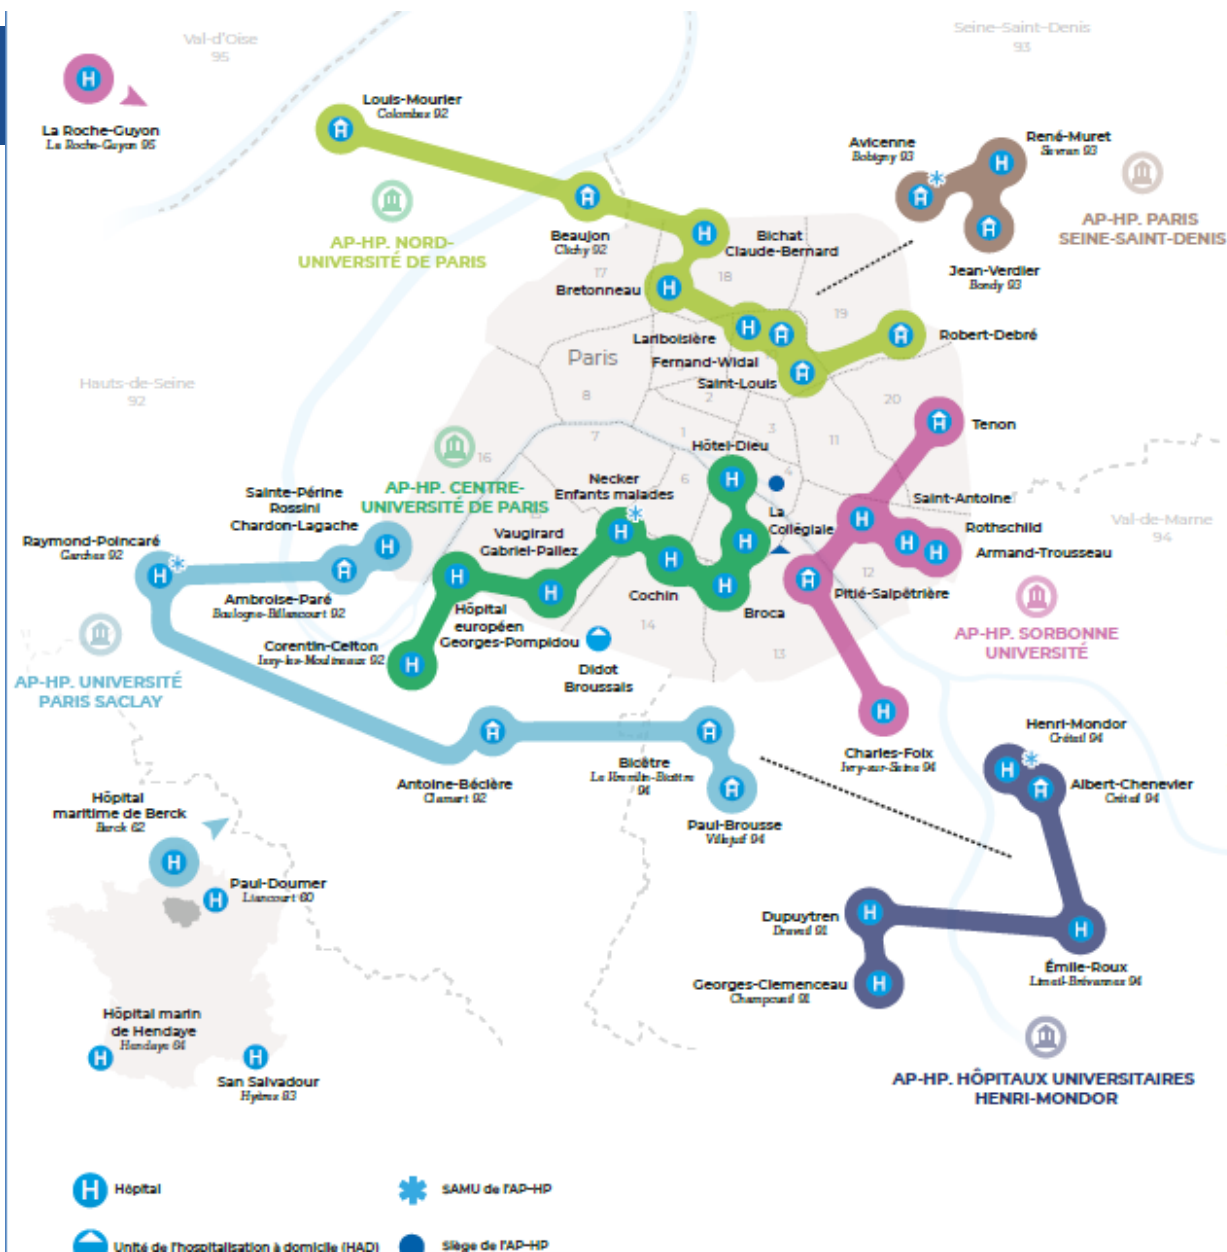 Val-d'Oise
95
Seine-Saint-Denis
93
H
La Roche-Guyon
La Roche-Guyon 95
Louis-Mourier
Colombes 92
Avicenne
Bobigny 93
René-Muret
Sevran 93
AP-HP. NORD-
UNIVERSITÉ DE PARIS
Beaujon
Clichy 92
Bichat
Claude-Bernard
AP-HP. PARIS
SEINE-SAINT-DENIS
Jean-Verdier
Bondy 93
17
18
19
Bretonneau
Lariboisière
Fernand-Widal
Saint-Louis
Robert-Debré
Paris
Hauts-de-Seine
92
8
2
3
20
Tenon
7
1
11
Hôtel-Dieu
16
4
6
AP-HP. CENTRE-
UNIVERSITÉ DE PARIS
Necker
Enfants malades
Sainte-Périne
Rossini
Chardon-Lagache
La
Collégiale
Saint-Antoine
Rothschild
Armand-Trousseau
Val-de-Marne
94
Raymond-Poincaré
Garches 92
Vaugirard
Gabriel-Pallez
12
Ambroise-Paré
Boulogne-Billancourt 92
Cochin
Broca
Pitié-Salpêtrière
Hôpital
européen
Georges-Pompidou
14
13
Corentin-Celton
Issy-les-Moulineaux 92
Didot
Broussais
AP-HP. SORBONNE
UNIVERSITÉ
AP-HP. UNIVERSITÉ
PARIS SACLAY
Charles-Foix
Ivry-sur-Seine 94
Henri-Mondor
Créteil 94
Antoine-Béclère
Clamart 92
Bicêtre
Le Kremlin-Bicêtre
94
Albert-Chenevier
Créteil 94
Hôpital
maritime de Berck
Berck 62
Paul-Brousse
Villejuif 94
Paul-Doumer
Liancourt 60
Dupuytren
Draveil 91
Georges-Clemenceau
Champcueil 91
Émile-Roux
Limeil-Brévannes 94
Hôpital marin
de Hendaye
Hendaye 64
San Salvadour
Hyères 83
AP-HP. HÔPITAUX UNIVERSITAIRES
HENRI-MONDOR
H Hôpital
SAMU de l'AP-HP
Unité de l'hospitalisation à domicile (HAD)
Siège de l'AP-HP